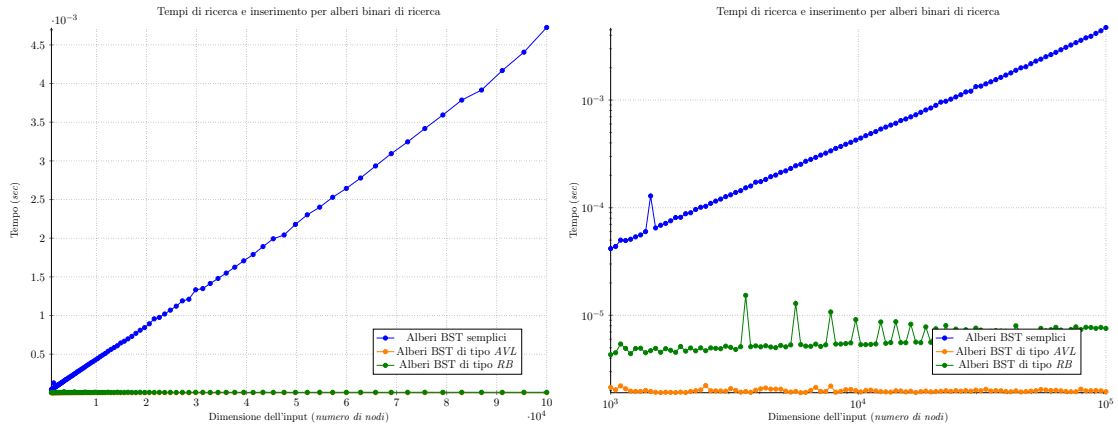 Tempi di ricerca e inserimento per alberi binari di ricerca
·10⁻³
4.5
4
3.5
3
2.5
2
1.5
1
0.5
Tempo (sec)
1 2 3 4 5 6 7 8 9 10
·10⁴
Dimensione dell'input (numero di nodi)
Alberi BST semplici
Alberi BST di tipo AVL
Alberi BST di tipo RB
Tempi di ricerca e inserimento per alberi binari di ricerca
10⁻³
10⁻⁴
10⁻⁵
Tempo (sec)
10³ 10⁴ 10⁵
Dimensione dell'input (numero di nodi)
Alberi BST semplici
Alberi BST di tipo AVL
Alberi BST di tipo RB